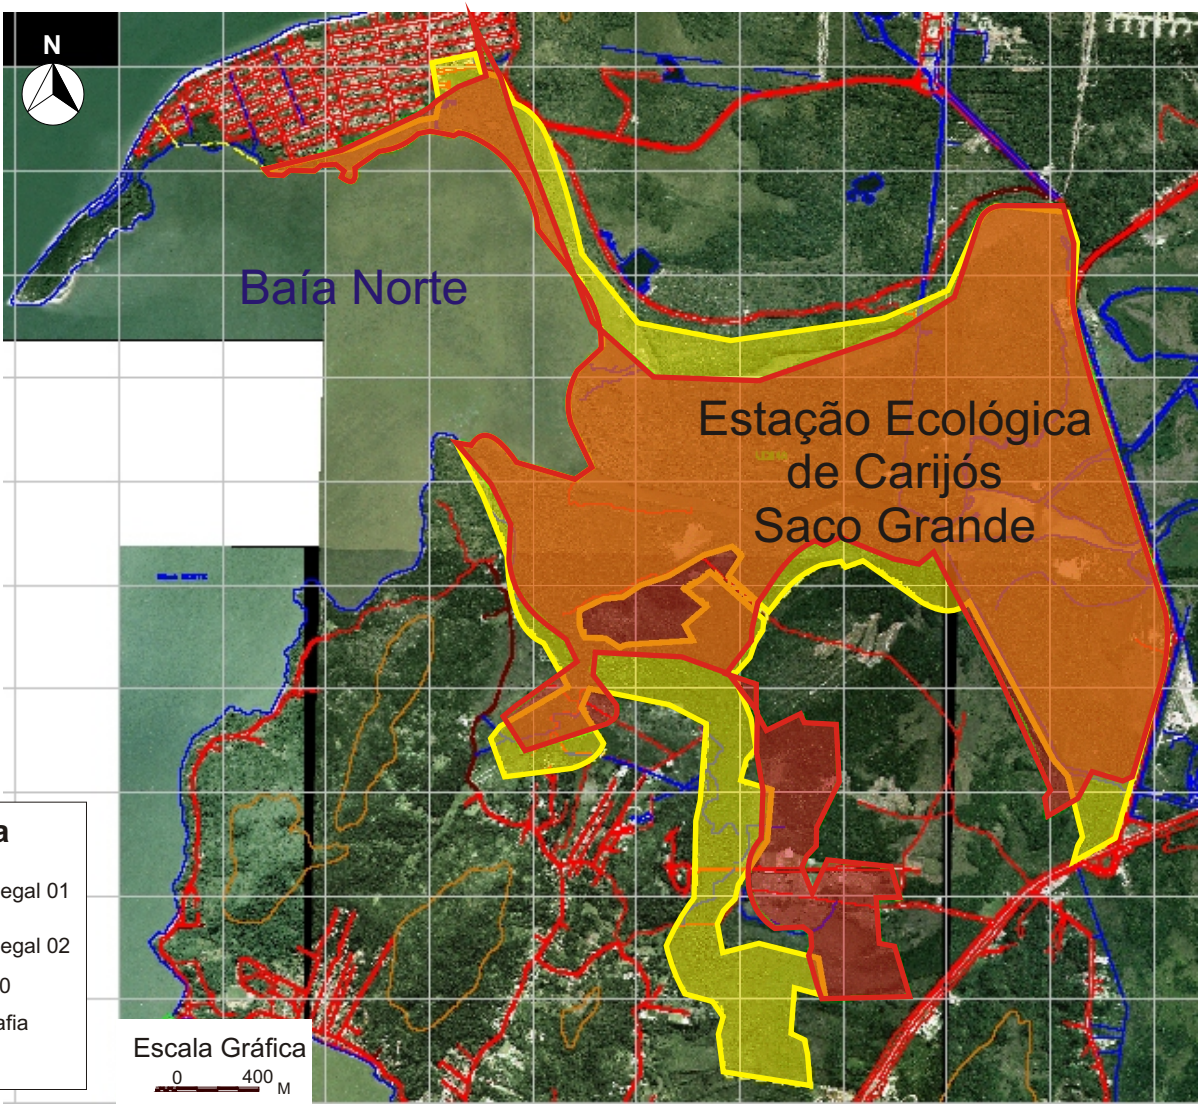 N
Baía Norte
Estação Ecológica
de Carijós
Saco Grande
a
egal 01
egal 02
0
afia
Escala Gráfica
0 400 M